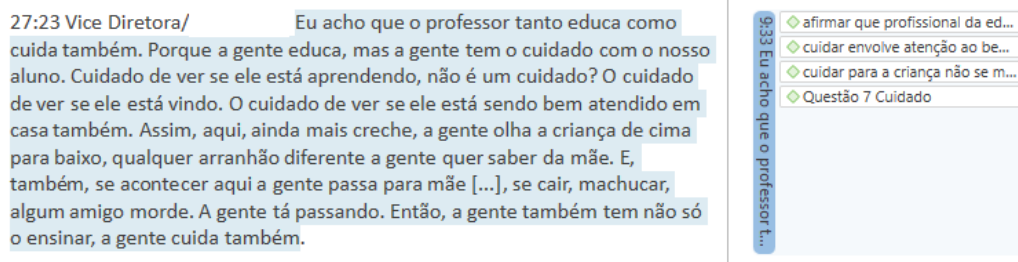 27:23 Vice Diretora/ Eu acho que o professor tanto educa como
cuida também. Porque a gente educa, mas a gente tem o cuidado com o nosso
aluno. Cuidado de ver se ele está aprendendo, não é um cuidado? O cuidado
de ver se ele está vindo. O cuidado de ver se ele está sendo bem atendido em
casa também. Assim, aqui, ainda mais creche, a gente olha a criança de cima
para baixo, qualquer arranhão diferente a gente quer saber da mãe. E,
também, se acontecer aqui a gente passa para mãe [...], se cair, machucar,
algum amigo morde. A gente tá passando. Então, a gente também tem não só
o ensinar, a gente cuida também.
9:33 Eu acho que o professor t...
afirmar que profissional da ed...
cuidar envolve atenção ao be...
cuidar para a criança não se m...
Questão 7 Cuidado